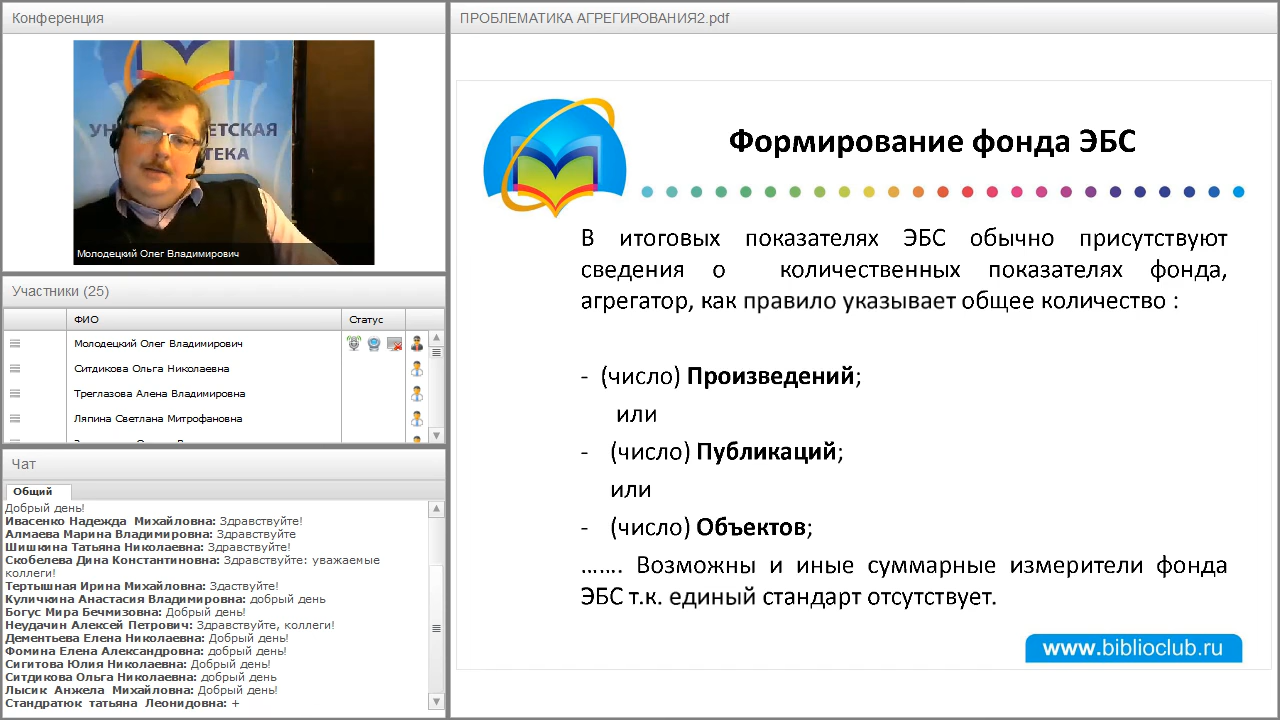 Конференция
УН ЕТСКАЯ
ТЕКА
Молодецкий Олег Владимирович
Участники (25)
ФИО Статус
Молодецкий Олег Владимирович
Ситдикова Ольга Николаевна
Треглазова Алена Владимировна
Ляпина Светлана Митрофановна
Чат
Общий
Добрый день!
Ивасенко Надежда Михайловна: Здравствуйте!
Алмаева Марина Владимировна: Здравствуйте
Шишкина Татьяна Николаевна: Здравствуйте!
Скобелева Дина Константиновна: Здравствуйте: уважаемые
коллеги!
Тертышная Ирина Михайловна: Здаствуйте!
Куличкина Анастасия Владимировна: добрый день
Богус Мира Бечмизовна: Добрый день!
Неудачин Алексей Петрович: Здравствуйте, коллеги!
Дементьева Елена Николаевна: Добрый день!
Фомина Елена Александровна: добрый день!
Сигитова Юлия Николаевна: Добрый день!
Ситдикова Ольга Николаевна: добрый день
Лысик Анжела Михайловна: Добрый день!
Стандратюк татьяна Леонидовна: +
ПРОБЛЕМАТИКА АГРЕГИРОВАНИЯ2.pdf
Формирование фонда ЭБС
В итоговых показателях ЭБС обычно присутствуют
сведения о количественных показателях фонда,
агрегатор, как правило указывает общее количество :
- (число) Произведений;
или
- (число) Публикаций;
или
- (число) Объектов;
....... Возможны и иные суммарные измерители фонда
ЭБС т.к. единый стандарт отсутствует.
www.biblioclub.ru